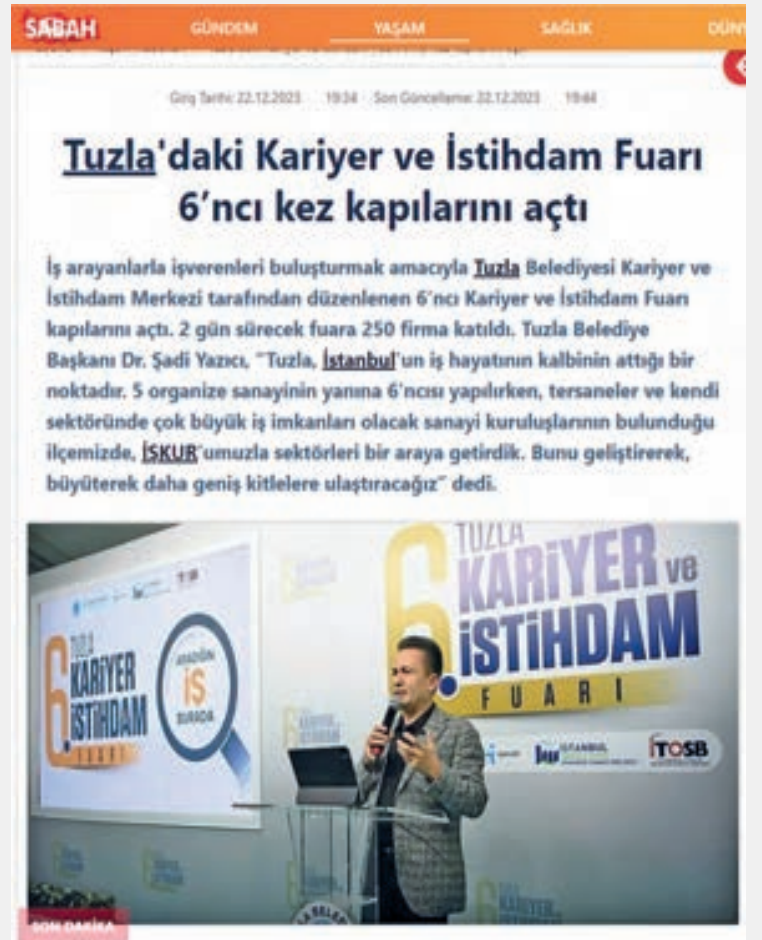 SABAH GÜNDEM YAŞAM SAĞLIK DÜNY
Giriş Tarihi: 22.12.2023 19:34 Son Güncelleme: 22.12.2023 19:44
Tuzla'daki Kariyer ve İstihdam Fuarı
6’ncı kez kapılarını açtı
İş arayanlarla işverenleri buluşturmak amacıyla Tuzla Belediyesi Kariyer ve
İstihdam Merkezi tarafından düzenlenen 6’ncı Kariyer ve İstihdam Fuarı
kapılarını açtı. 2 gün sürecek fuara 250 firma katıldı. Tuzla Belediye
Başkanı Dr. Şadi Yazıcı, "Tuzla, İstanbul'un iş hayatının kalbinin attığı bir
noktadır. 5 organize sanayinin yanına 6'ncısı yapılırken, tersaneler ve kendi
sektöründe çok büyük iş imkanları olacak sanayi kuruluşlarının bulunduğu
ilçemizde, İŞKUR'umuzla sektörleri bir araya getirdik. Bunu geliştirerek,
büyüterek daha geniş kitlelere ulaştıracağız" dedi.
6. TUZLA
KARİYER ve
İSTİHDAM
FUARI
İSTANBUL İTOSB
6. TUZLA
KARİYER
İSTİHDAM
FUARI
ARADIĞIN
İŞ
BURADA
SON DAKİKA